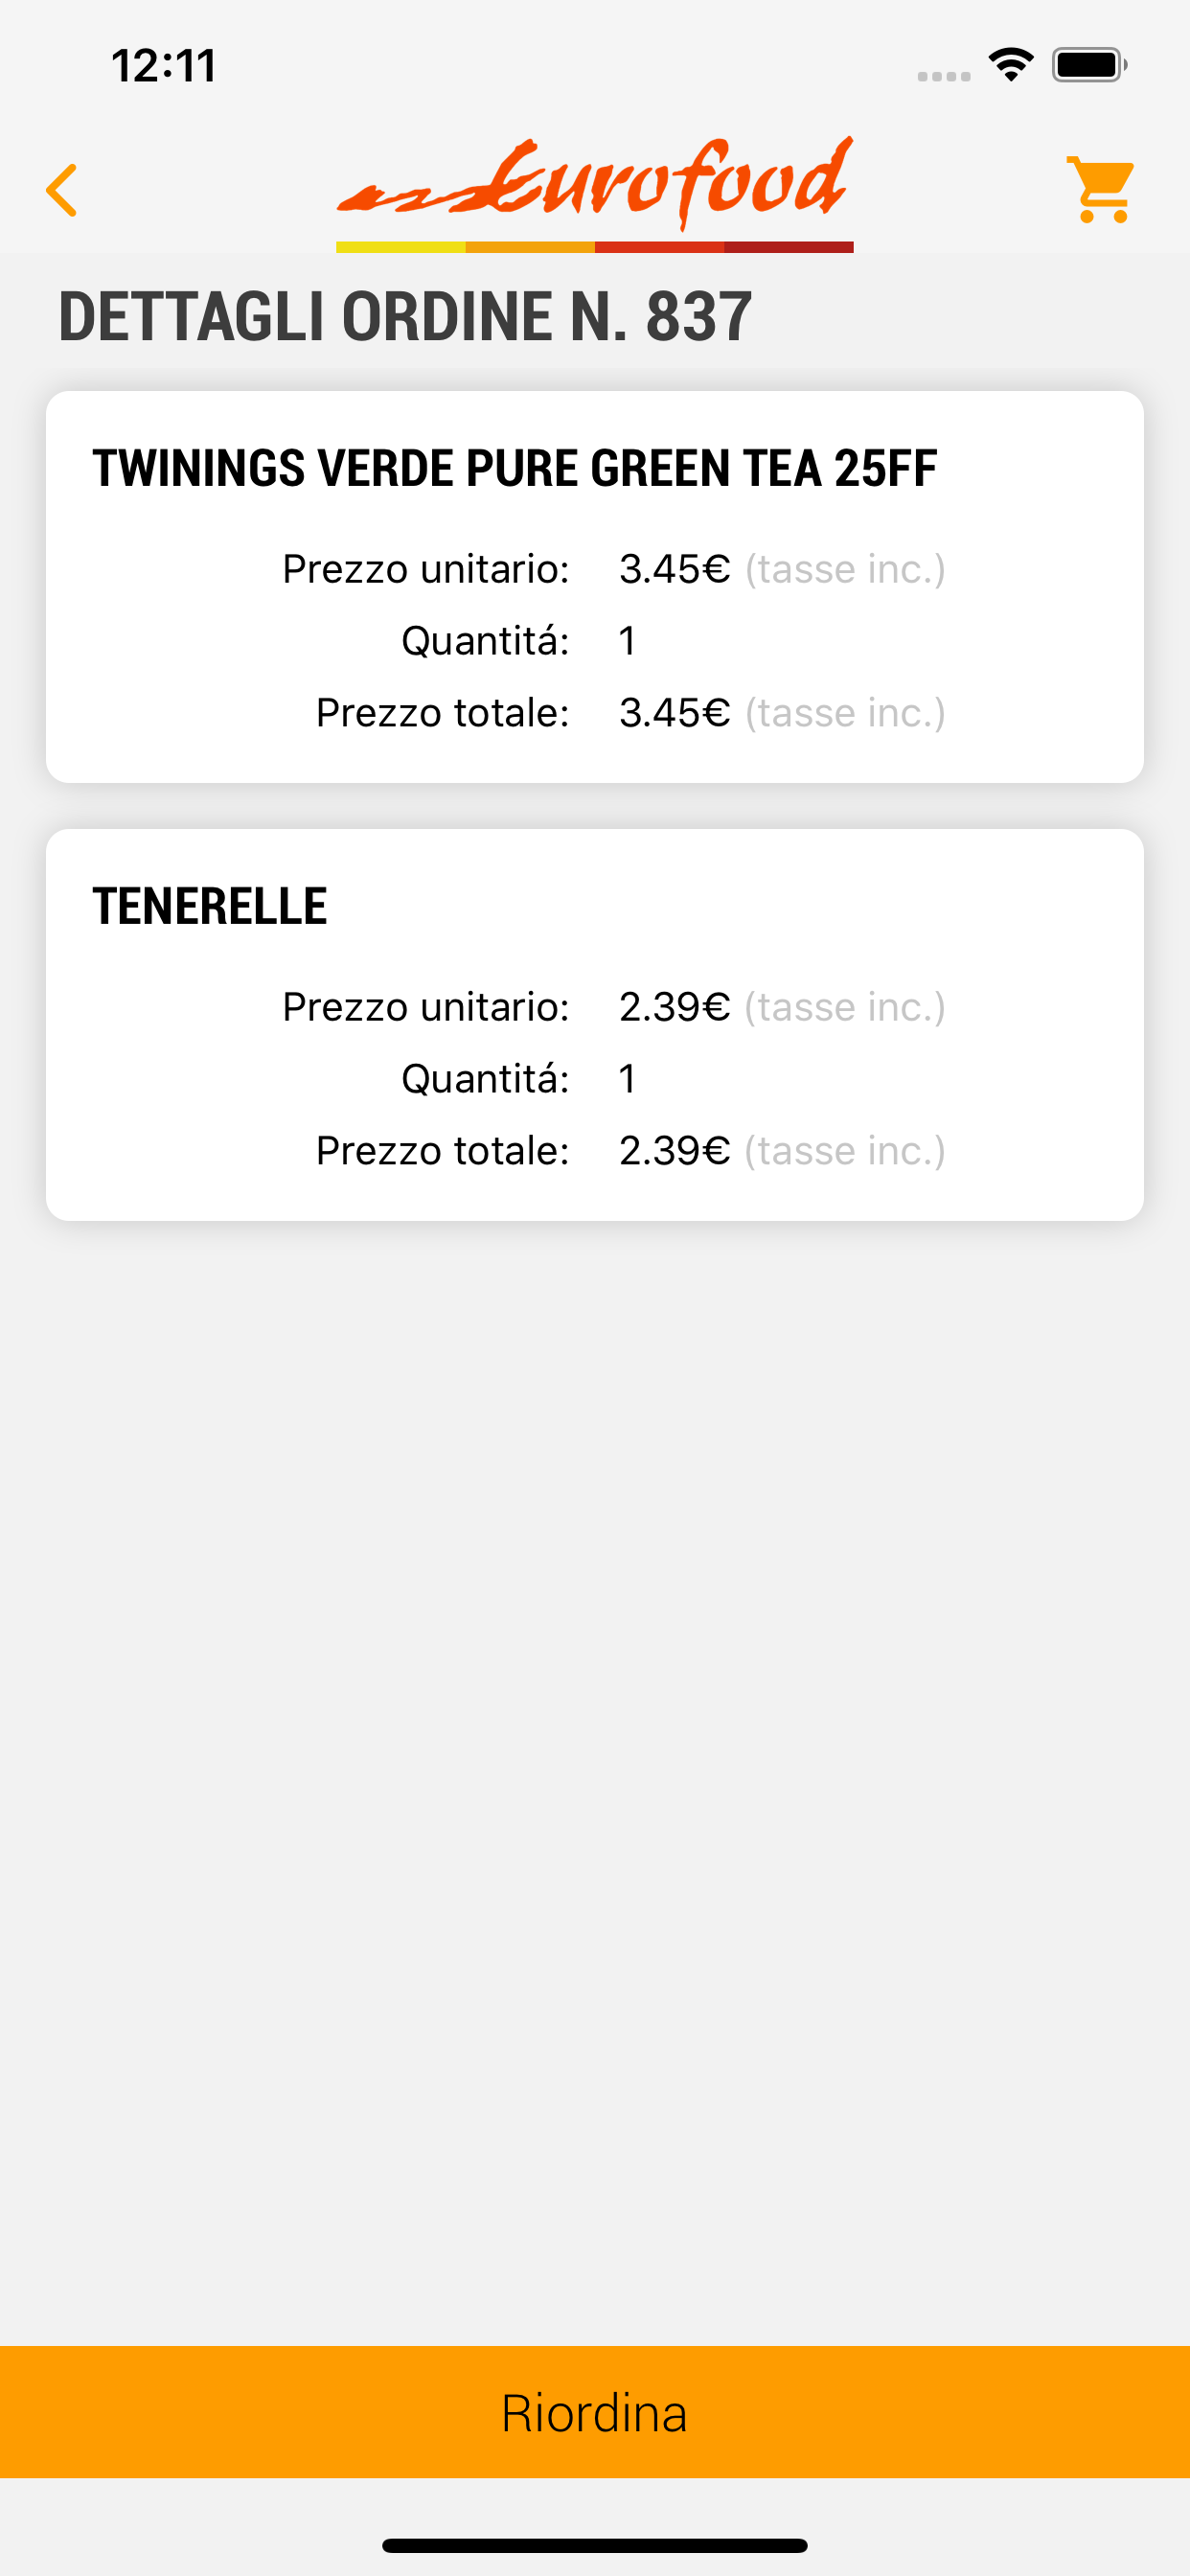 12:11
Eurofood
DETTAGLI ORDINE N. 837
TWININGS VERDE PURE GREEN TEA 25FF
Prezzo unitario: 3.45€ (tasse inc.)
Quantitá: 1
Prezzo totale: 3.45€ (tasse inc.)
TENERELLE
Prezzo unitario: 2.39€ (tasse inc.)
Quantitá: 1
Prezzo totale: 2.39€ (tasse inc.)
Riordina